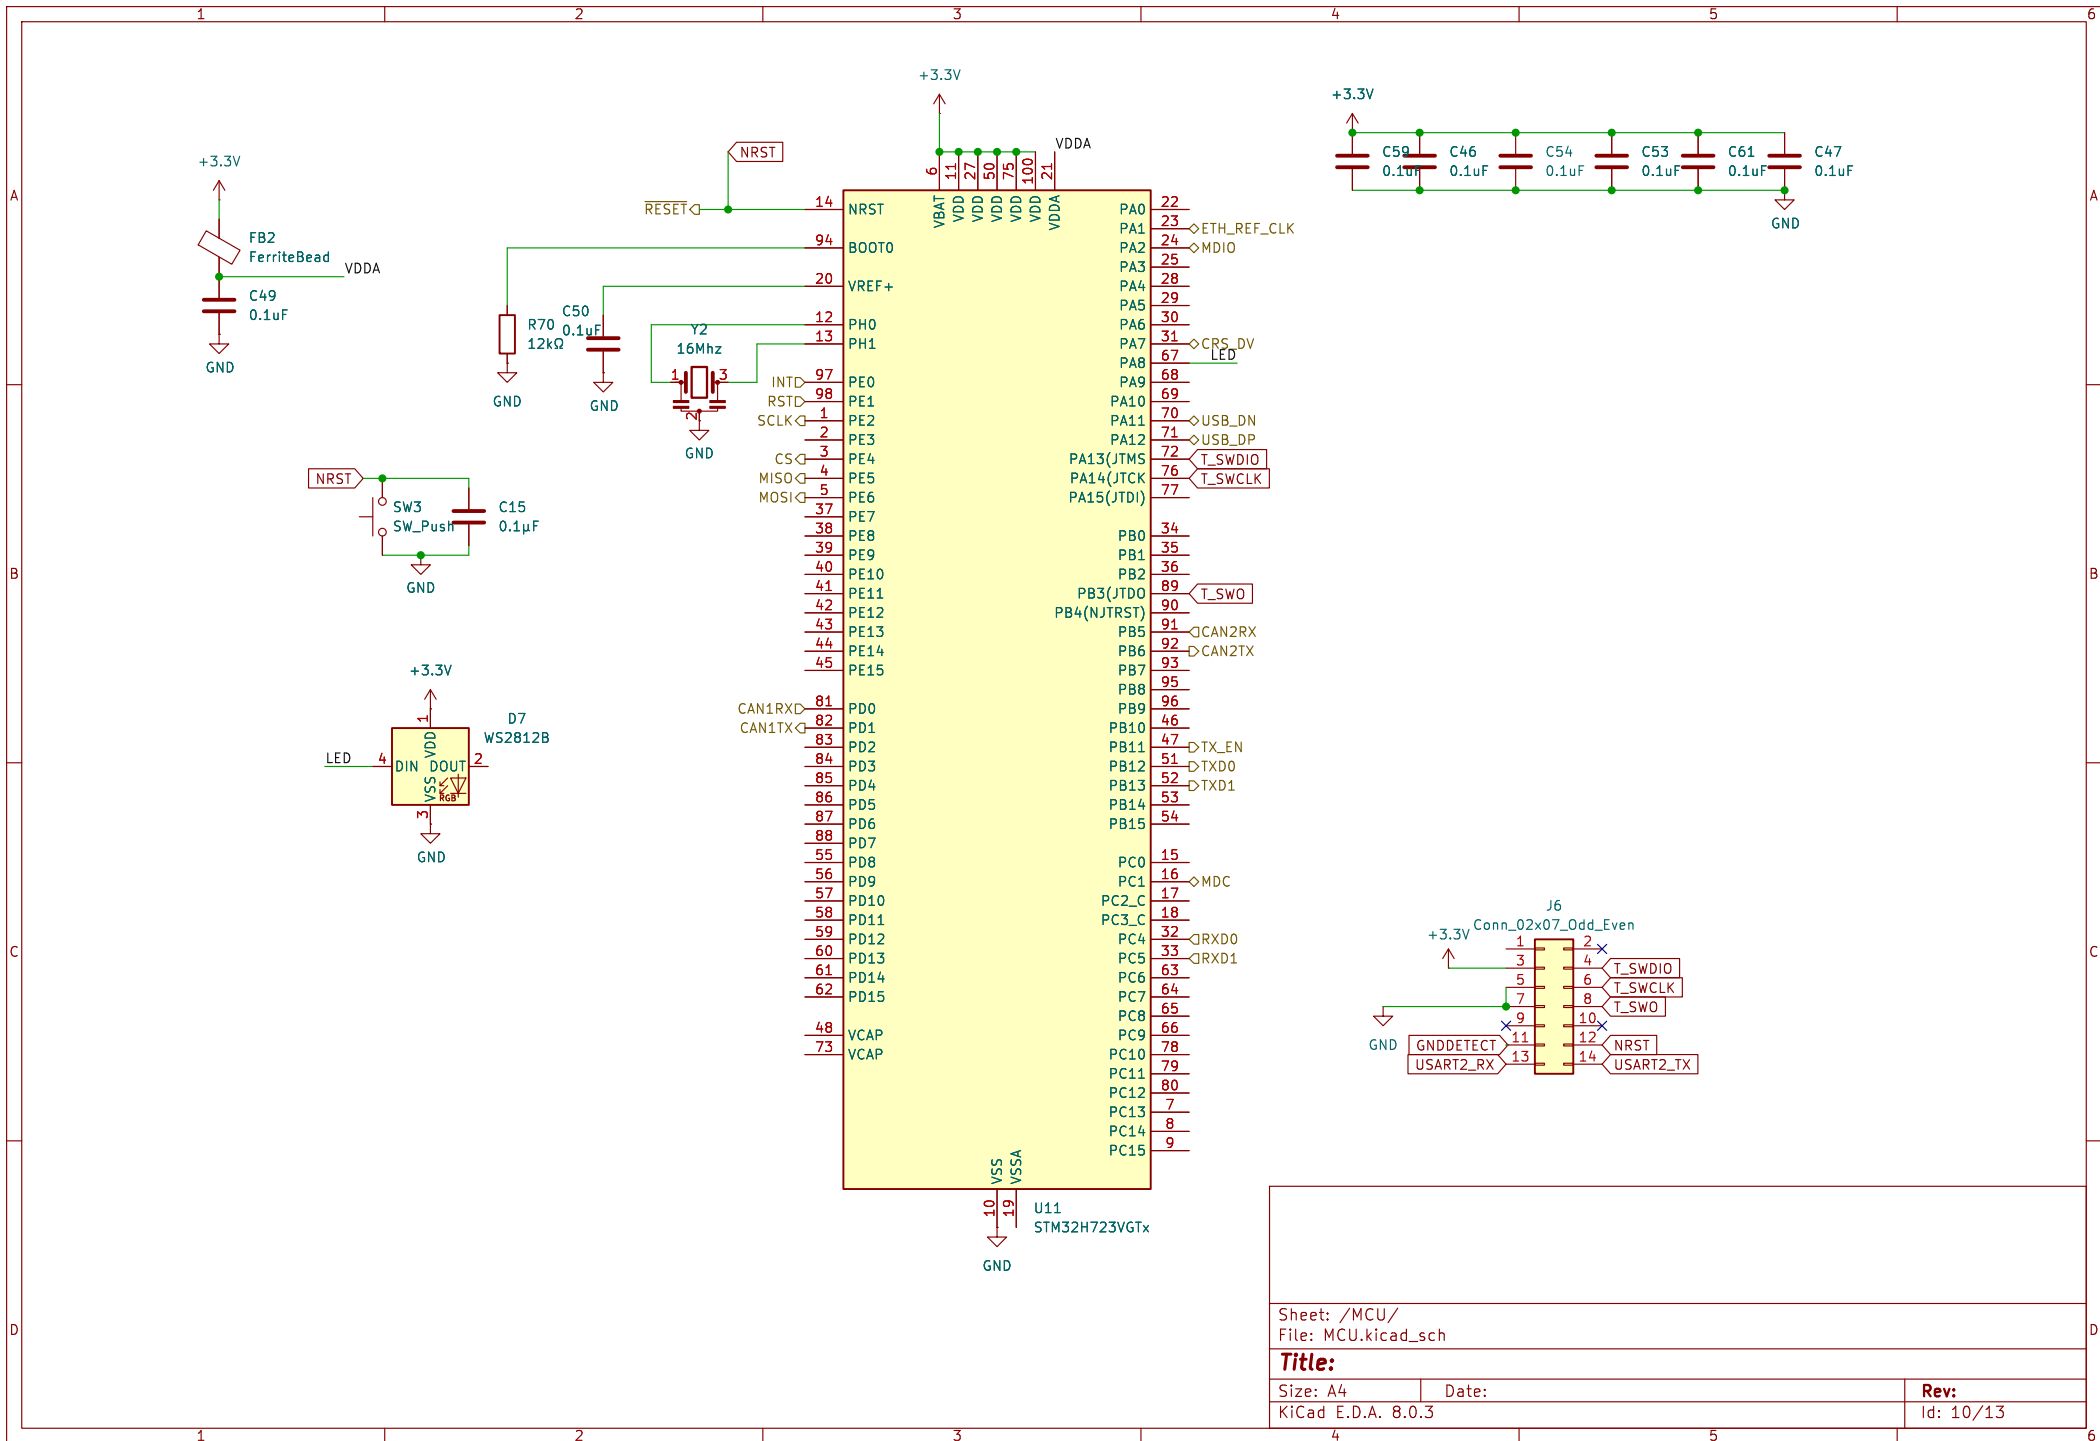 1 2 3 4 5 6
A
B
C
D
+3.3V
FB2
FerriteBead
VDDA
C49
0.1uF
GND
NRST
RESET
R70
12kΩ
GND
C50
0.1uF
GND
Y2
16Mhz
1 3
2
GND
NRST
SW3
SW_Push
C15
0.1µF
GND
+3.3V
D7
WS2812B
LED
4 DIN
1 VDD
DOUT 2
VSS 3
RGB
GND
+3.3V
VDDA
6 11 27 50 75 100 21
VBAT VDD VDD VDD VDD VDD VDDA
14 NRST
94 BOOT0
20 VREF+
12 PH0
13 PH1
INT 97 PE0
RST 98 PE1
SCLK 1 PE2
2 PE3
CS 3 PE4
MISO 4 PE5
MOSI 5 PE6
37 PE7
38 PE8
39 PE9
40 PE10
41 PE11
42 PE12
43 PE13
44 PE14
45 PE15
CAN1RX 81 PD0
CAN1TX 82 PD1
83 PD2
84 PD3
85 PD4
86 PD5
87 PD6
88 PD7
55 PD8
56 PD9
57 PD10
58 PD11
59 PD12
60 PD13
61 PD14
62 PD15
48 VCAP
73 VCAP
PA0 22
PA1 23 ETH_REF_CLK
PA2 24 MDIO
PA3 25
PA4 28
PA5 29
PA6 30
PA7 31 CRS_DV
PA8 67 LED
PA9 68
PA10 69
PA11 70 USB_DN
PA12 71 USB_DP
PA13(JTMS 72 T_SWDIO
PA14(JTCK 76 T_SWCLK
PA15(JTDI) 77
PB0 34
PB1 35
PB2 36
PB3(JTDO 89 T_SWO
PB4(NJTRST) 90
PB5 91 CAN2RX
PB6 92 CAN2TX
PB7 93
PB8 95
PB9 96
PB10 46
PB11 47 TX_EN
PB12 51 TXD0
PB13 52 TXD1
PB14 53
PB15 54
PC0 15
PC1 16 MDC
PC2_C 17
PC3_C 18
PC4 32 RXD0
PC5 33 RXD1
PC6 63
PC7 64
PC8 65
PC9 66
PC10 78
PC11 79
PC12 80
PC13 7
PC14 8
PC15 9
VSS VSSA
10 19
U11
STM32H723VGTx
GND
+3.3V
C59 C46 C54 C53 C61 C47
0.1uF 0.1uF 0.1uF 0.1uF 0.1uF 0.1uF
GND
J6
Conn_02x07_Odd_Even
+3.3V
1 2
3 4 T_SWDIO
5 6 T_SWCLK
7 8 T_SWO
9 10
GND
GNDDETECT 11 12 NRST
USART2_RX 13 14 USART2_TX
Sheet: /MCU/
File: MCU.kicad_sch
Title:
Size: A4 Date: Rev:
KiCad E.D.A. 8.0.3 Id: 10/13
A
B
C
D
1 2 3 4 5 6